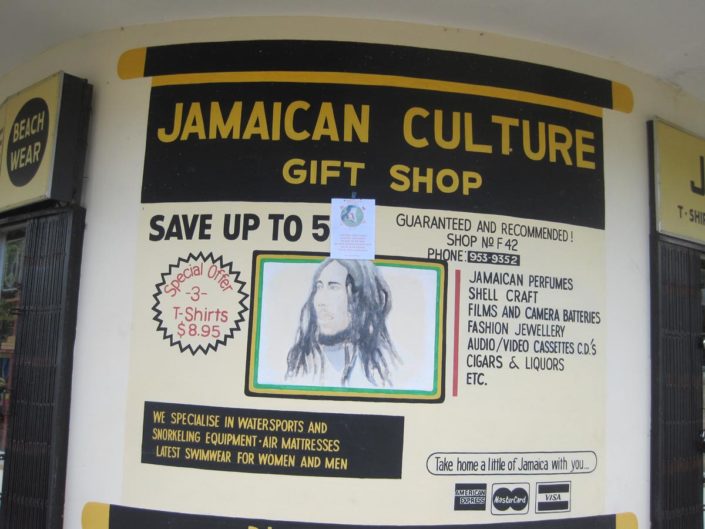 BEACH
WEAR
JAMAICAN CULTURE
GIFT SHOP
SAVE UP TO 5
GUARANTEED AND RECOMMENDED!
SHOP Nº F42
PHONE: 953-9352
Special Offer
-3-
T-Shirts
$8.95
JAMAICAN PERFUMES
SHELL CRAFT
FILMS AND CAMERA BATTERIES
FASHION JEWELLERY
AUDIO/VIDEO CASSETTES C.D.'S
CIGARS & LIQUORS
ETC.
WE SPECIALISE IN WATERSPORTS AND
SNORKELING EQUIPMENT · AIR MATTRESSES
LATEST SWIMWEAR FOR WOMEN AND MEN
Take home a little of Jamaica with you...
AMERICAN
EXPRESS
MasterCard
VISA
J
T·SHI